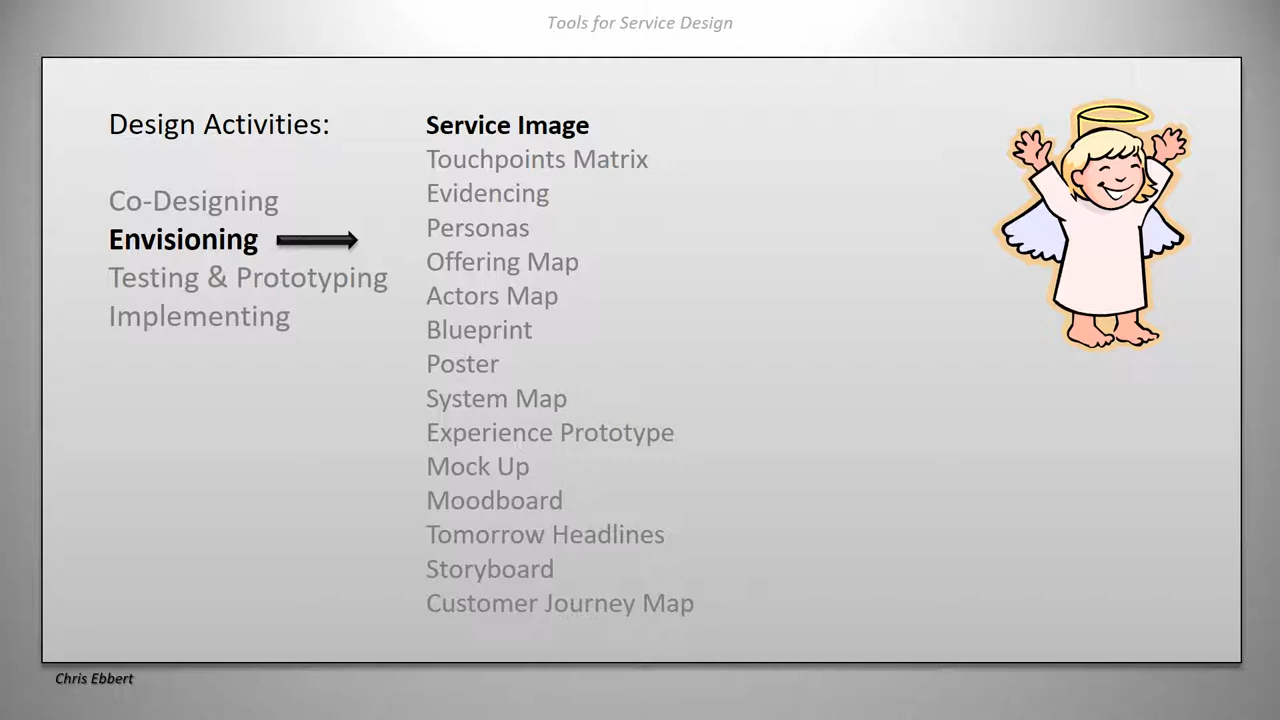 Tools for Service Design
Design Activities:
Co-Designing
Envisioning
Testing & Prototyping
Implementing
Service Image
Touchpoints Matrix
Evidencing
Personas
Offering Map
Actors Map
Blueprint
Poster
System Map
Experience Prototype
Mock Up
Moodboard
Tomorrow Headlines
Storyboard
Customer Journey Map
Chris Ebbert